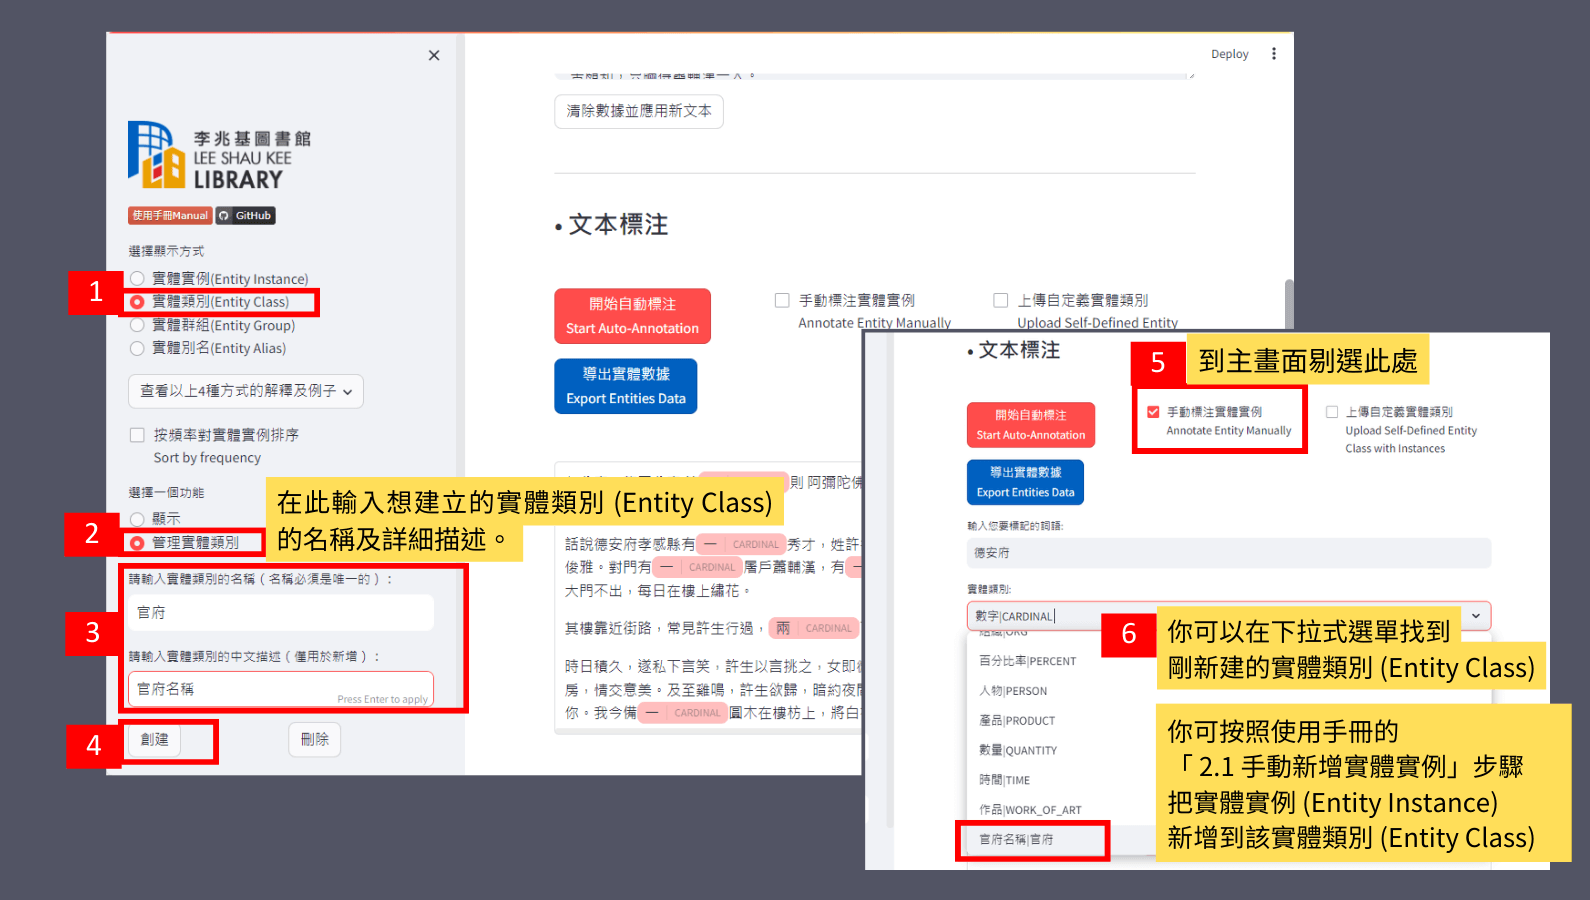 Deploy
清除數據並應用新文本
李兆基圖書館
LEE SHAU KEE
LIBRARY
使用手冊Manual
GitHub
選擇顯示方式
實體實例(Entity Instance)
1
實體類別(Entity Class)
實體群組(Entity Group)
實體別名(Entity Alias)
查看以上4種方式的解釋及例子
按頻率對實體實例排序
Sort by frequency
選擇一個功能
顯示
2
管理實體類別
在此輸入想建立的實體類別 (Entity Class)
的名稱及詳細描述。
3
請輸入實體類別的名稱(名稱必須是唯一的):
官府
請輸入實體類別的中文描述(僅用於新增):
官府名稱
Press Enter to apply
4
創建
刪除
• 文本標注
開始自動標注
Start Auto-Annotation
手動標注實體實例
Annotate Entity Manually
上傳自定義實體類別
Upload Self-Defined Entity
導出實體數據
Export Entities Data
則 阿彌陀佛
話說德安府孝感縣有 一 CARDINAL 秀才,姓許
俊雅。對門有 一 CARDINAL 屠戶蕭輔漢,有 一
大門不出,每日在樓上繡花。
其樓靠近街路,常見許生行過, 兩 CARDINAL
時日積久,遂私下言笑,許生以言挑之,女即
房,情交意美。及至雞鳴,許生欲歸,暗約夜
你。我今備 一 CARDINAL 圓木在樓枋上,將白
• 文本標注
5
到主畫面剔選此處
開始自動標注
Start Auto-Annotation
手動標注實體實例
Annotate Entity Manually
上傳自定義實體類別
Upload Self-Defined Entity
Class with Instances
導出實體數據
Export Entities Data
輸入您要標記的詞語:
德安府
實體類別:
數字|CARDINAL
組織|ORG
百分比率|PERCENT
人物|PERSON
產品|PRODUCT
數量|QUANTITY
時間|TIME
作品|WORK_OF_ART
官府名稱|官府
6
你可以在下拉式選單找到
剛新建的實體類別 (Entity Class)
你可按照使用手冊的
「 2.1 手動新增實體實例」步驟
把實體實例 (Entity Instance)
新增到該實體類別 (Entity Class)